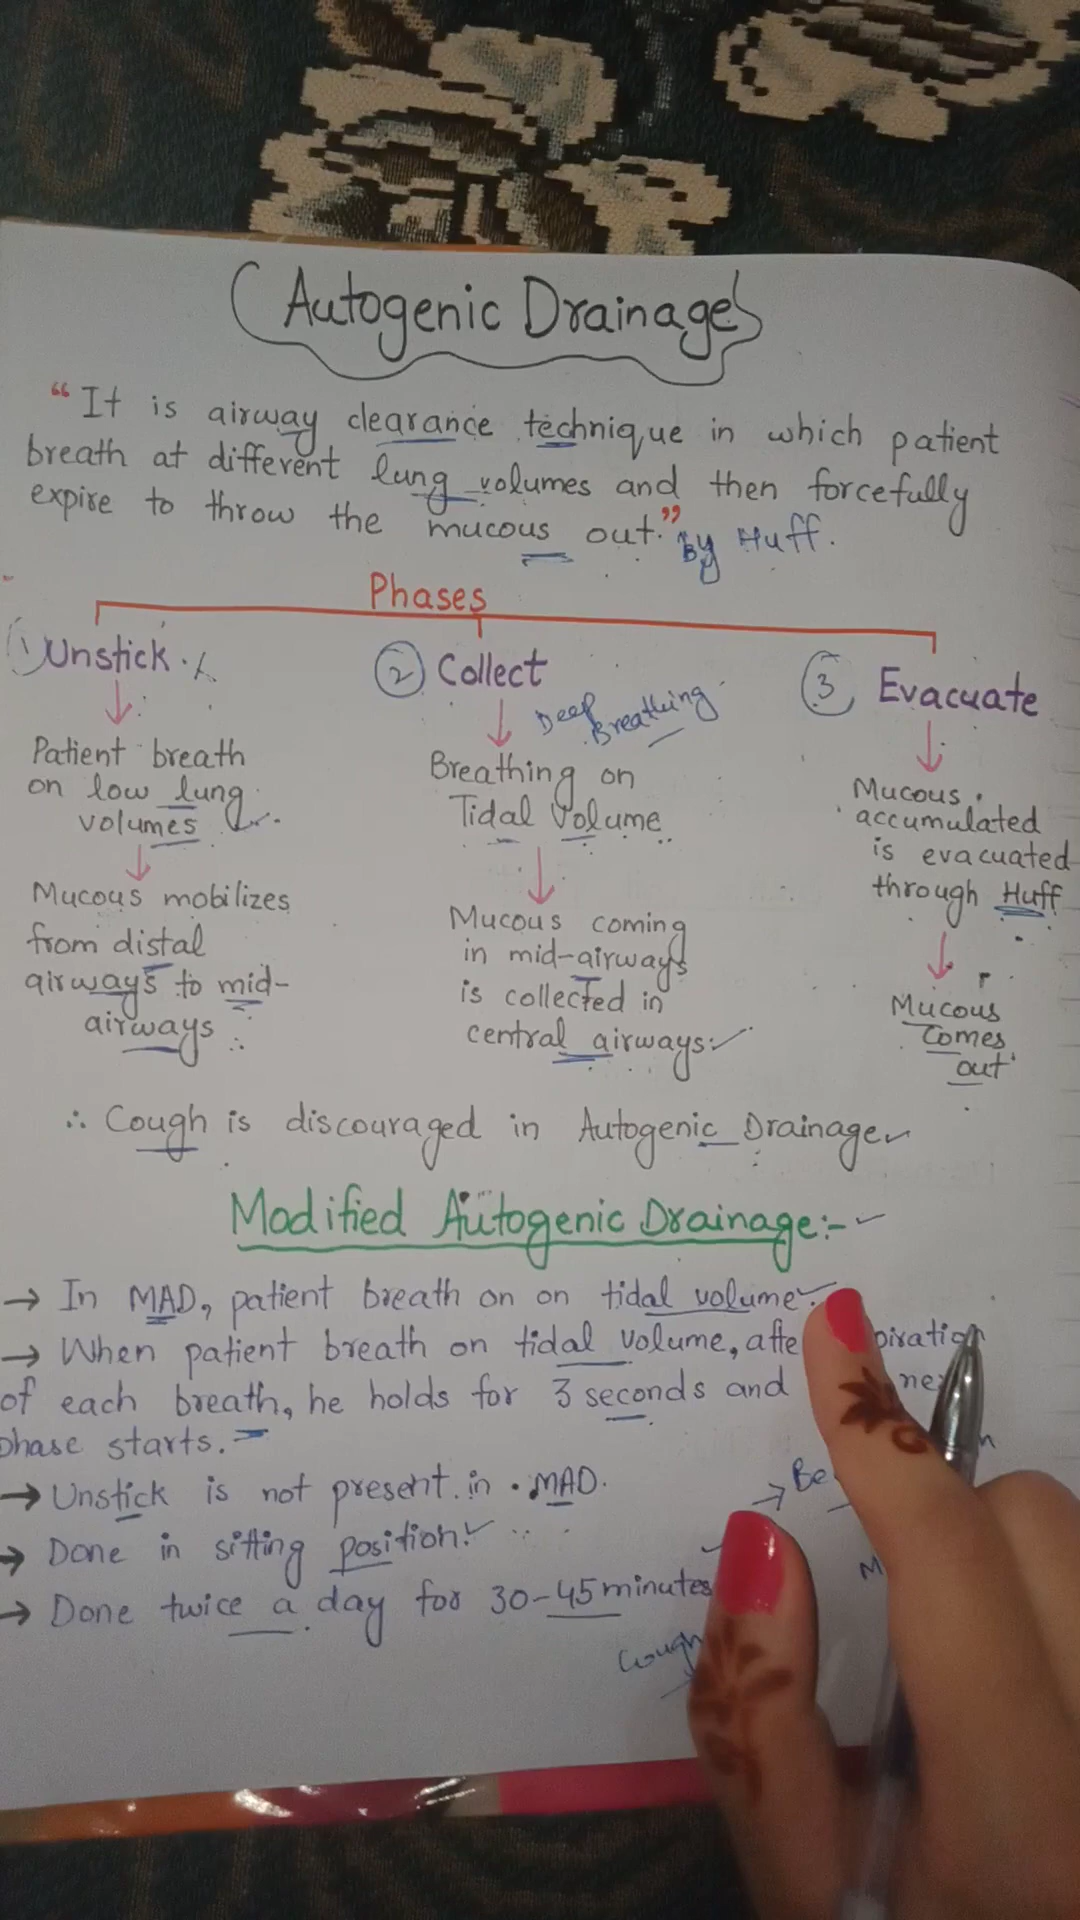 Autogenic Drainage
"It is airway clearance technique in which patient
breath at different lung volumes and then forcefully
expire to throw the mucous out." By Huff.
Phases
1 Unstick.
2 Collect
3 Evacuate
Deep
Breathing
Patient breath
on low lung
volumes
Mucous mobilizes
from distal
airways to mid-
airways
Breathing on
Tidal Volume
Mucous coming
in mid-airways
is collected in
central airways
Mucous
accumulated
is evacuated
through Huff
Mucous
comes
out
∴ Cough is discouraged in Autogenic Drainage
Modified Autogenic Drainage:-
→ In MAD, patient breath on on tidal volume
→ When patient breath on tidal volume, afte
of each breath, he holds for 3 seconds and
phase starts.
→ Unstick is not present in MAD.
→ Done in sitting position.
→ Done twice a day for 30-45 minutes
Cough